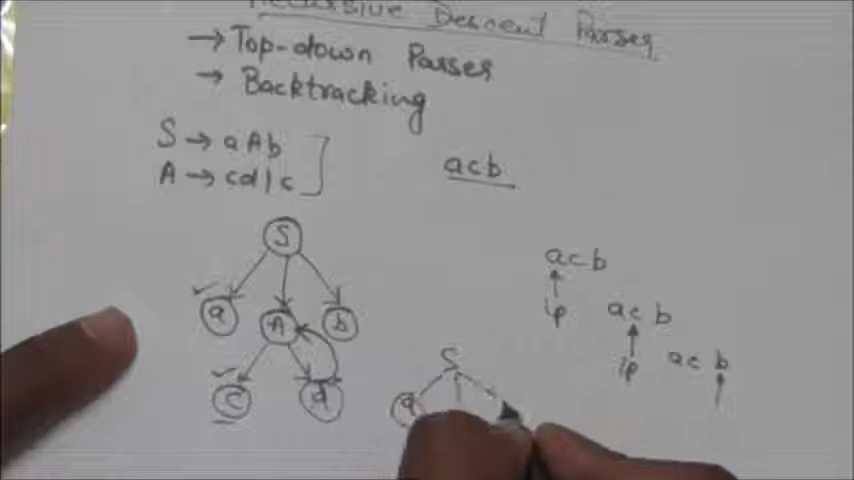 Recursive Descent Parser
→ Top-down Parser
→ Backtracking
S → aAb
A → cd|c
acb
S
a A b
c d
acb
ip
acb
ip
acb
S
a